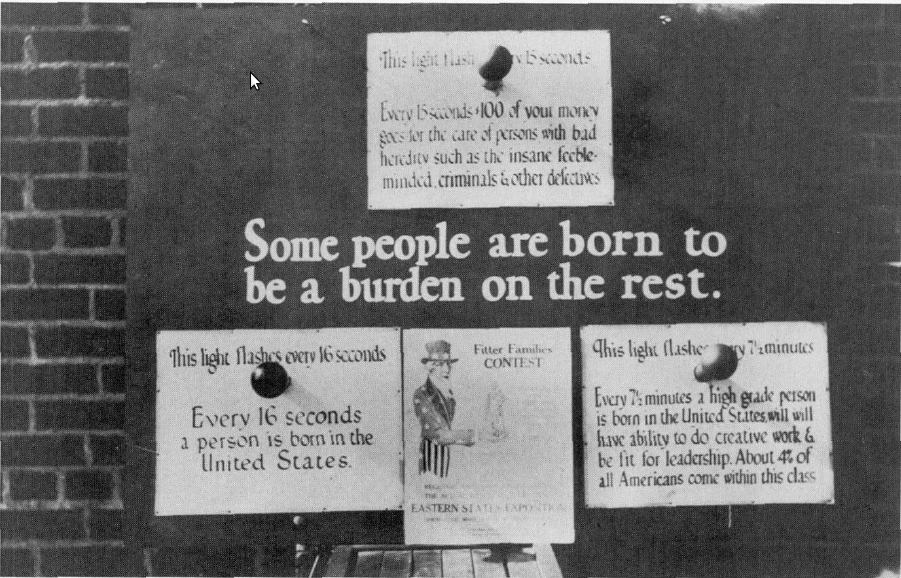 This light flash ry 15 seconds
Every 15 seconds $100 of your money
goes for the care of persons with bad
heredity such as the insane feeble-
minded, criminals & other defectives
Some people are born to
be a burden on the rest.
This light flashes every 16 seconds
Every 16 seconds
a person is born in the
United States.
Fitter Families
CONTEST
EASTERN STATES EXPOSITION
This light flashes ry 7½ minutes
Every 7½ minutes a high grade person
is born in the United States, will will
have ability to do creative work &
be fit for leadership. About 4% of
all Americans come within this class